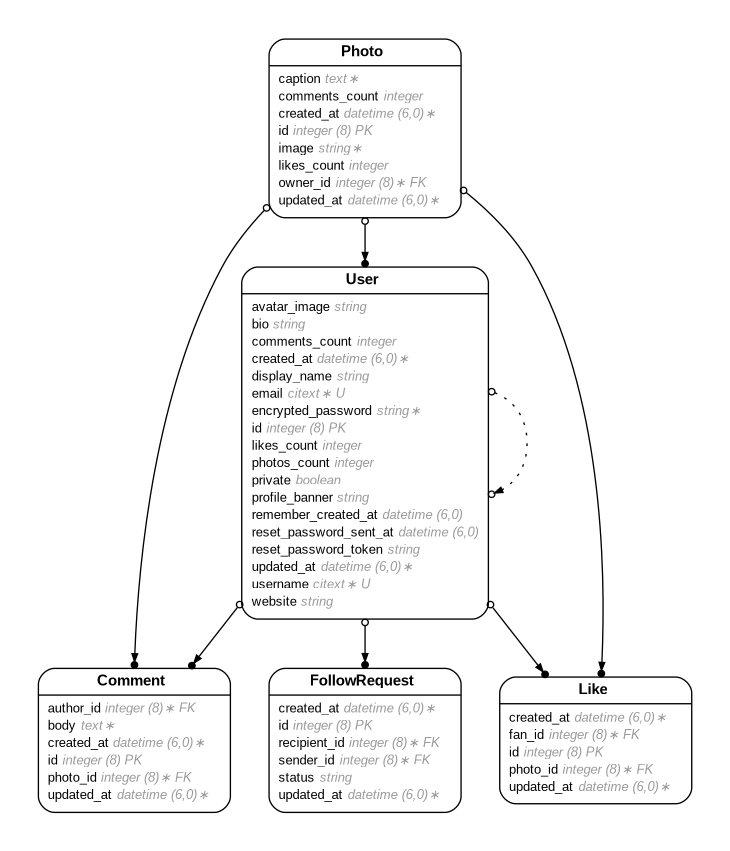 Photo
caption text ∗
comments_count integer
created_at datetime (6,0) ∗
id integer (8) PK
image string ∗
likes_count integer
owner_id integer (8) ∗ FK
updated_at datetime (6,0) ∗
User
avatar_image string
bio string
comments_count integer
created_at datetime (6,0) ∗
display_name string
email citext ∗ U
encrypted_password string ∗
id integer (8) PK
likes_count integer
photos_count integer
private boolean
profile_banner string
remember_created_at datetime (6,0)
reset_password_sent_at datetime (6,0)
reset_password_token string
updated_at datetime (6,0) ∗
username citext ∗ U
website string
Comment
author_id integer (8) ∗ FK
body text ∗
created_at datetime (6,0) ∗
id integer (8) PK
photo_id integer (8) ∗ FK
updated_at datetime (6,0) ∗
FollowRequest
created_at datetime (6,0) ∗
id integer (8) PK
recipient_id integer (8) ∗ FK
sender_id integer (8) ∗ FK
status string
updated_at datetime (6,0) ∗
Like
created_at datetime (6,0) ∗
fan_id integer (8) ∗ FK
id integer (8) PK
photo_id integer (8) ∗ FK
updated_at datetime (6,0) ∗